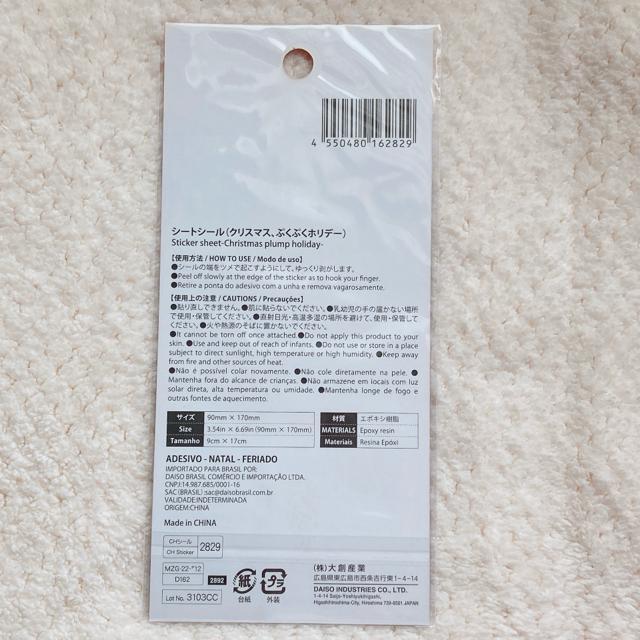 4 550480 162829
シートシール（クリスマス、ぷくぷくホリデー）
Sticker sheet-Christmas plump holiday-
【使用方法 / HOW TO USE / Modo de uso】
●シールの端をツメで起こすようにして、ゆっくり剥がします。
●Peel off slowly at the edge of the sticker as to hook your finger.
●Retire a ponta do adesivo com a unha e remova vagarosamente.
【使用上の注意 / CAUTIONS / Precauções】
●貼り直しできません。●肌に貼らないでください。●乳幼児の手の届かない場所
で使用・保管してください。●直射日光・高温多湿の場所を避けて、使用・保管して
ください。●火や熱源のそばに置かないでください。
●It cannot be torn off once attached. ●Do not apply this product to your
skin. ●Use and keep out of reach of infants. ●Do not use or store in a place
subject to direct sunlight, high temperature or high humidity. ●Keep away
from fire and other sources of heat.
●Não é possível colar novamente. ●Não cole diretamente na pele. ●
Mantenha fora do alcance de crianças. ●Não armazene em locais com luz
solar direta, alta temperatura ou umidade. ●Mantenha longe de fogo e
outras fontes de aquecimento.
サイズ 90mm × 170mm
Size 3.54in × 6.69in (90mm × 170mm)
Tamanho 9cm × 17cm
材質 エポキシ樹脂
MATERIALS Epoxy resin
Materiais Resina Epóxi
ADESIVO - NATAL - FERIADO
IMPORTADO PARA BRASIL POR:
DAISO BRASIL COMÉRCIO E IMPORTAÇÃO LTDA.
CNPJ:14.987.685/0001-16
SAC (BRASIL):sac@daisobrasil.com.br
VALIDADE:INDETERMINADA
ORIGEM:CHINA
Made in CHINA
CHシール
CH Sticker 2829
MZG-22-P12
D162 2B92
Lot No. 3103CC
紙
台紙
プラ
外装
(株)大創産業
広島県東広島市西条吉行東1-4-14
DAISO INDUSTRIES CO., LTD.
1-4-14 Saijo-Yoshiyukihigashi,
Higashihiroshima-City, Hiroshima 739-8501 JAPAN